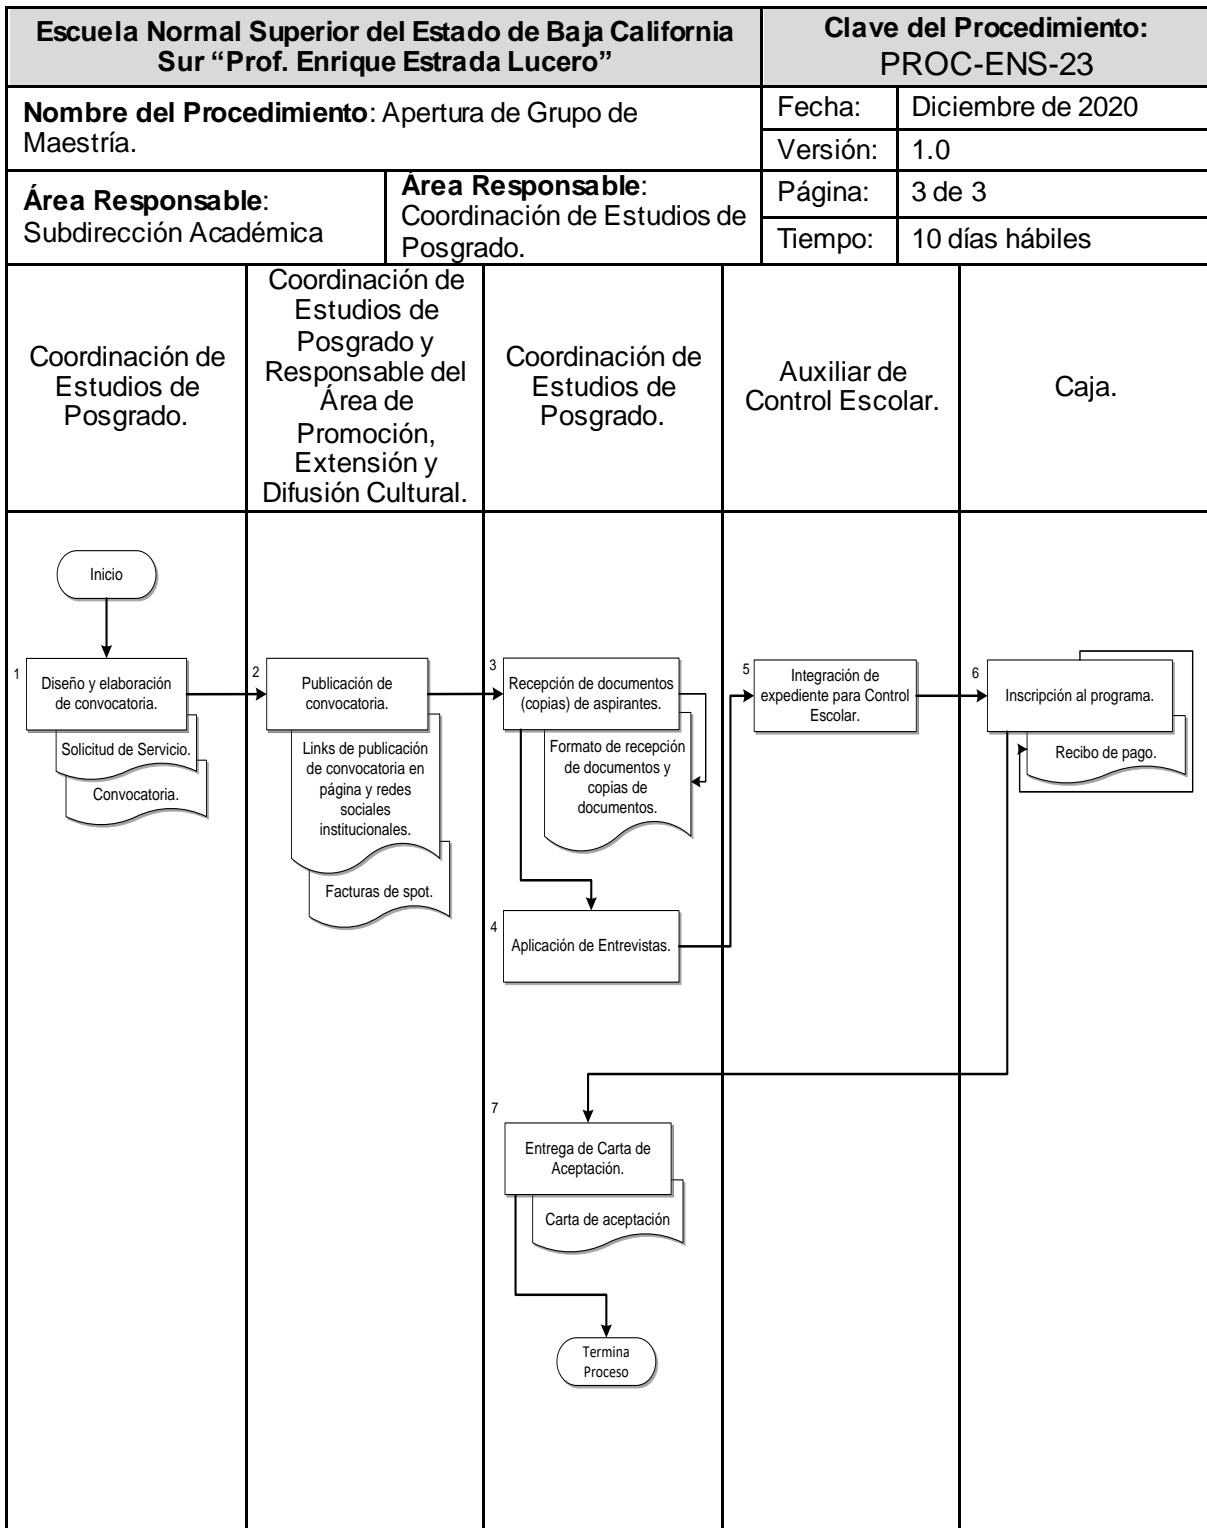 Escuela Normal Superior del Estado de Baja California
Sur “Prof. Enrique Estrada Lucero”
Clave del Procedimiento:
PROC-ENS-23
Nombre del Procedimiento: Apertura de Grupo de
Maestría.
Fecha:
Diciembre de 2020
Versión:
1.0
Área Responsable:
Subdirección Académica
Área Responsable:
Coordinación de Estudios de
Posgrado.
Página:
3 de 3
Tiempo:
10 días hábiles
Coordinación de
Estudios de
Posgrado.
Coordinación de
Estudios de
Posgrado y
Responsable del
Área de
Promoción,
Extensión y
Difusión Cultural.
Coordinación de
Estudios de
Posgrado.
Auxiliar de
Control Escolar.
Caja.
Inicio
1
Diseño y elaboración
de convocatoria.
Solicitud de Servicio.
Convocatoria.
2
Publicación de
convocatoria.
Links de publicación
de convocatoria en
página y redes
sociales
institucionales.
Facturas de spot.
3
Recepción de documentos
(copias) de aspirantes.
Formato de recepción
de documentos y
copias de
documentos.
4
Aplicación de Entrevistas.
5
Integración de
expediente para Control
Escolar.
6
Inscripción al programa.
Recibo de pago.
7
Entrega de Carta de
Aceptación.
Carta de aceptación
Termina
Proceso